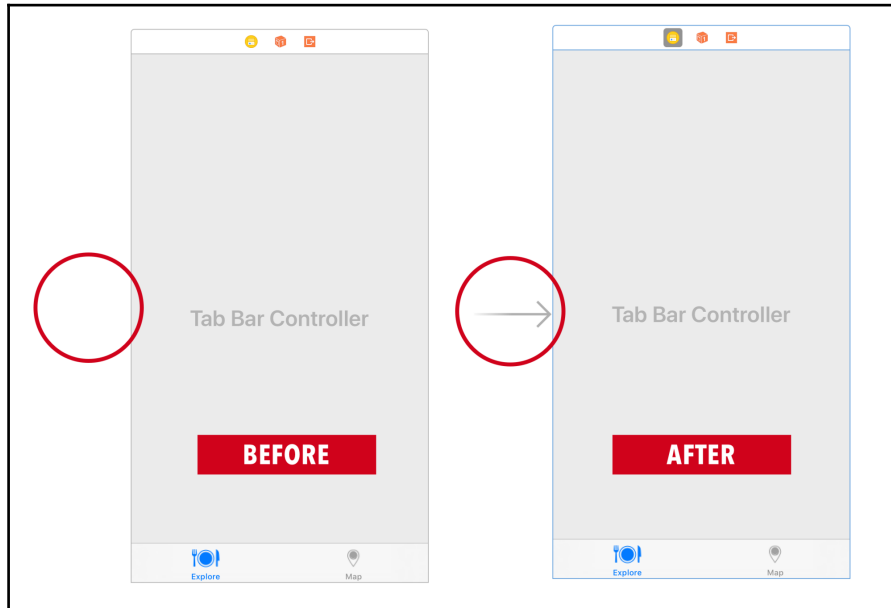 Tab Bar Controller
BEFORE
Explore
Map
Tab Bar Controller
AFTER
Explore
Map